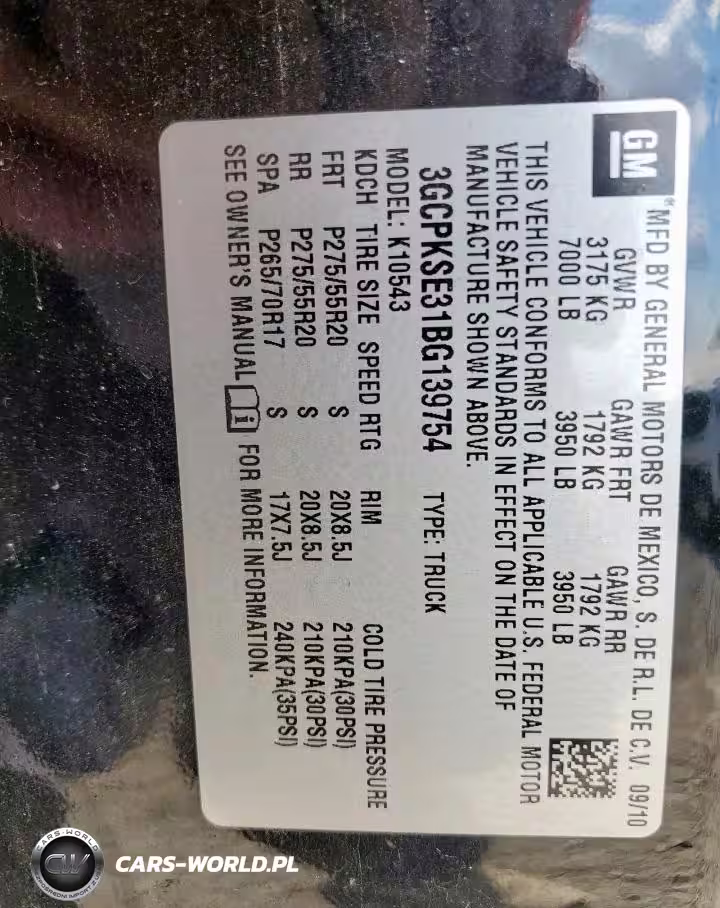 GM
® MFD BY GENERAL MOTORS DE MEXICO, S. DE R.L. DE C.V. 09/10
GVWR GAWR FRT GAWR RR
3175 KG 1792 KG 1792 KG
7000 LB 3950 LB 3950 LB
THIS VEHICLE CONFORMS TO ALL APPLICABLE U.S. FEDERAL MOTOR
VEHICLE SAFETY STANDARDS IN EFFECT ON THE DATE OF
MANUFACTURE SHOWN ABOVE.
3GCPKSE31BG139754 TYPE: TRUCK
MODEL: K10543
KDCH TIRE SIZE SPEED RTG RIM COLD TIRE PRESSURE
FRT P275/55R20 S 20X8.5J 210KPA(30PSI)
RR P275/55R20 S 20X8.5J 210KPA(30PSI)
SPA P265/70R17 S 17X7.5J 240KPA(35PSI)
SEE OWNER'S MANUAL i FOR MORE INFORMATION.
CARS-WORLD
CW
CARS-WORLD.PL